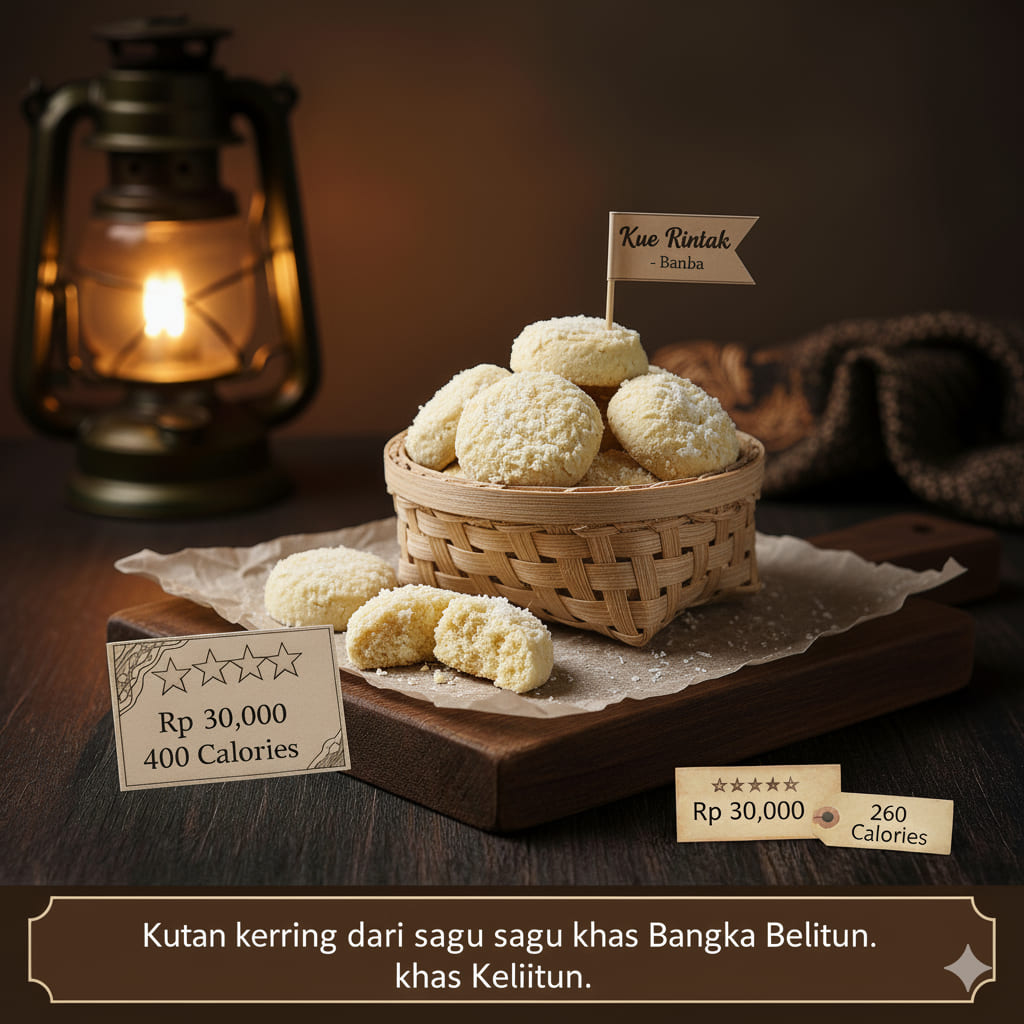 Kue Rintak
- Banba
Rp 30,000
400 Calories
Rp 30,000
260
Calories
Kutan kerring dari sagu sagu khas Bangka Belitun.
khas Keliitun.